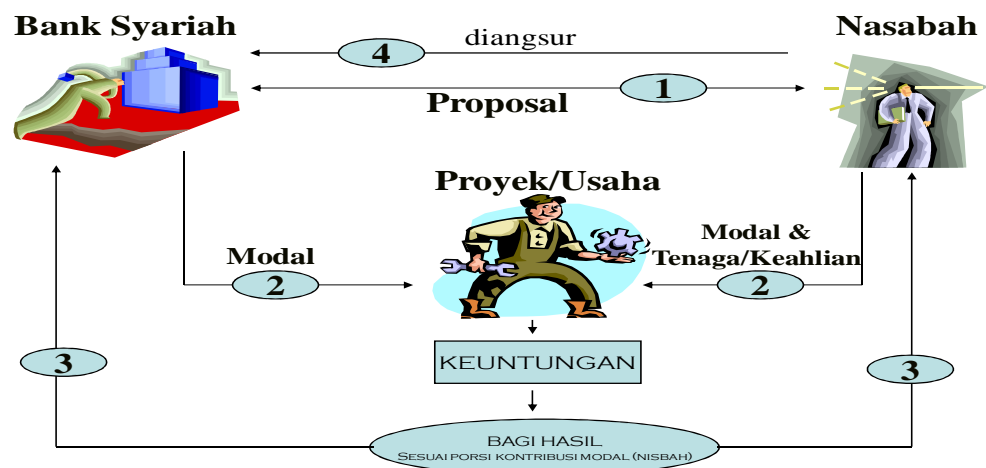 Bank Syariah
Nasabah
4
diangsur
1
Proposal
Proyek/Usaha
Modal
2
Modal &
Tenaga/Keahlian
2
3
KEUNTUNGAN
3
BAGI HASIL
SESUAI PORSI KONTRIBUSI MODAL (NISBAH)